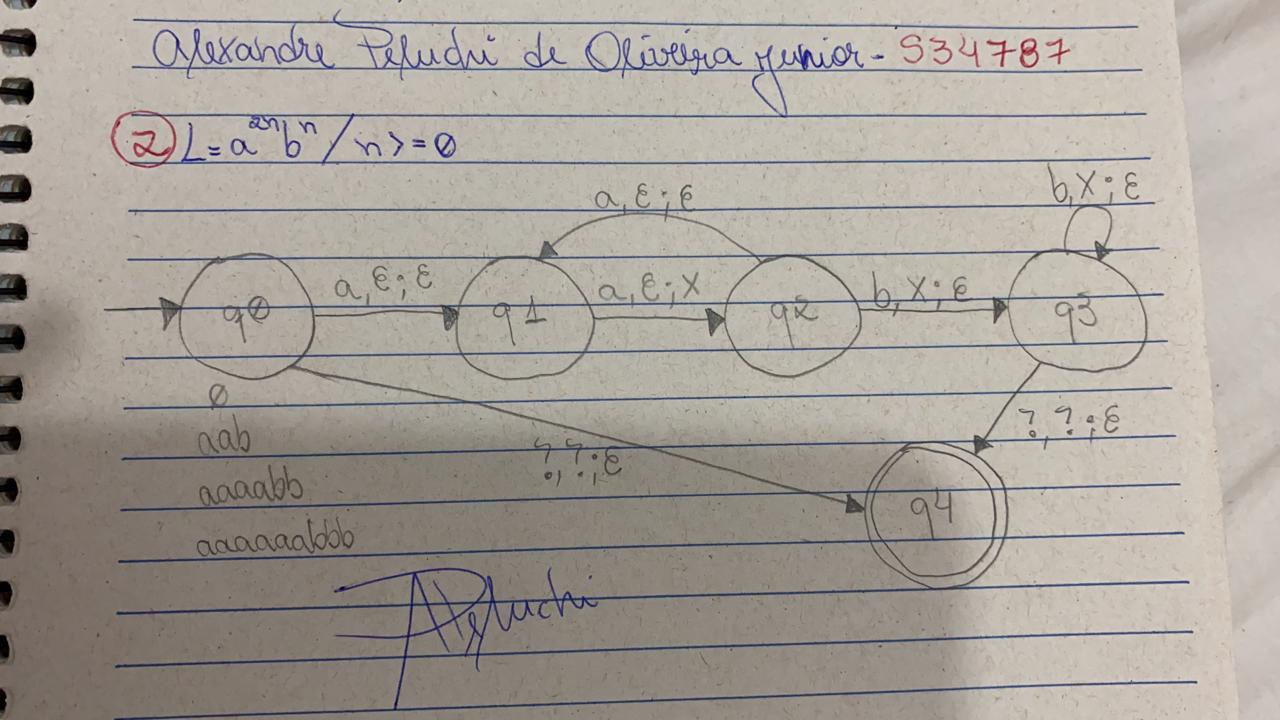 Alexandre Peluchi de Oliveira Junior - 534787
2 L = a^2n b^n / n >= 0
a, ε; ε
b, X; ε
a, ε; ε
a, ε; X
b, X; ε
q0
q1
q2
q3
Ø
?, ?; ε
aab
?, ?; ε
aaaabb
q4
aaaaaabbb
APeluchi